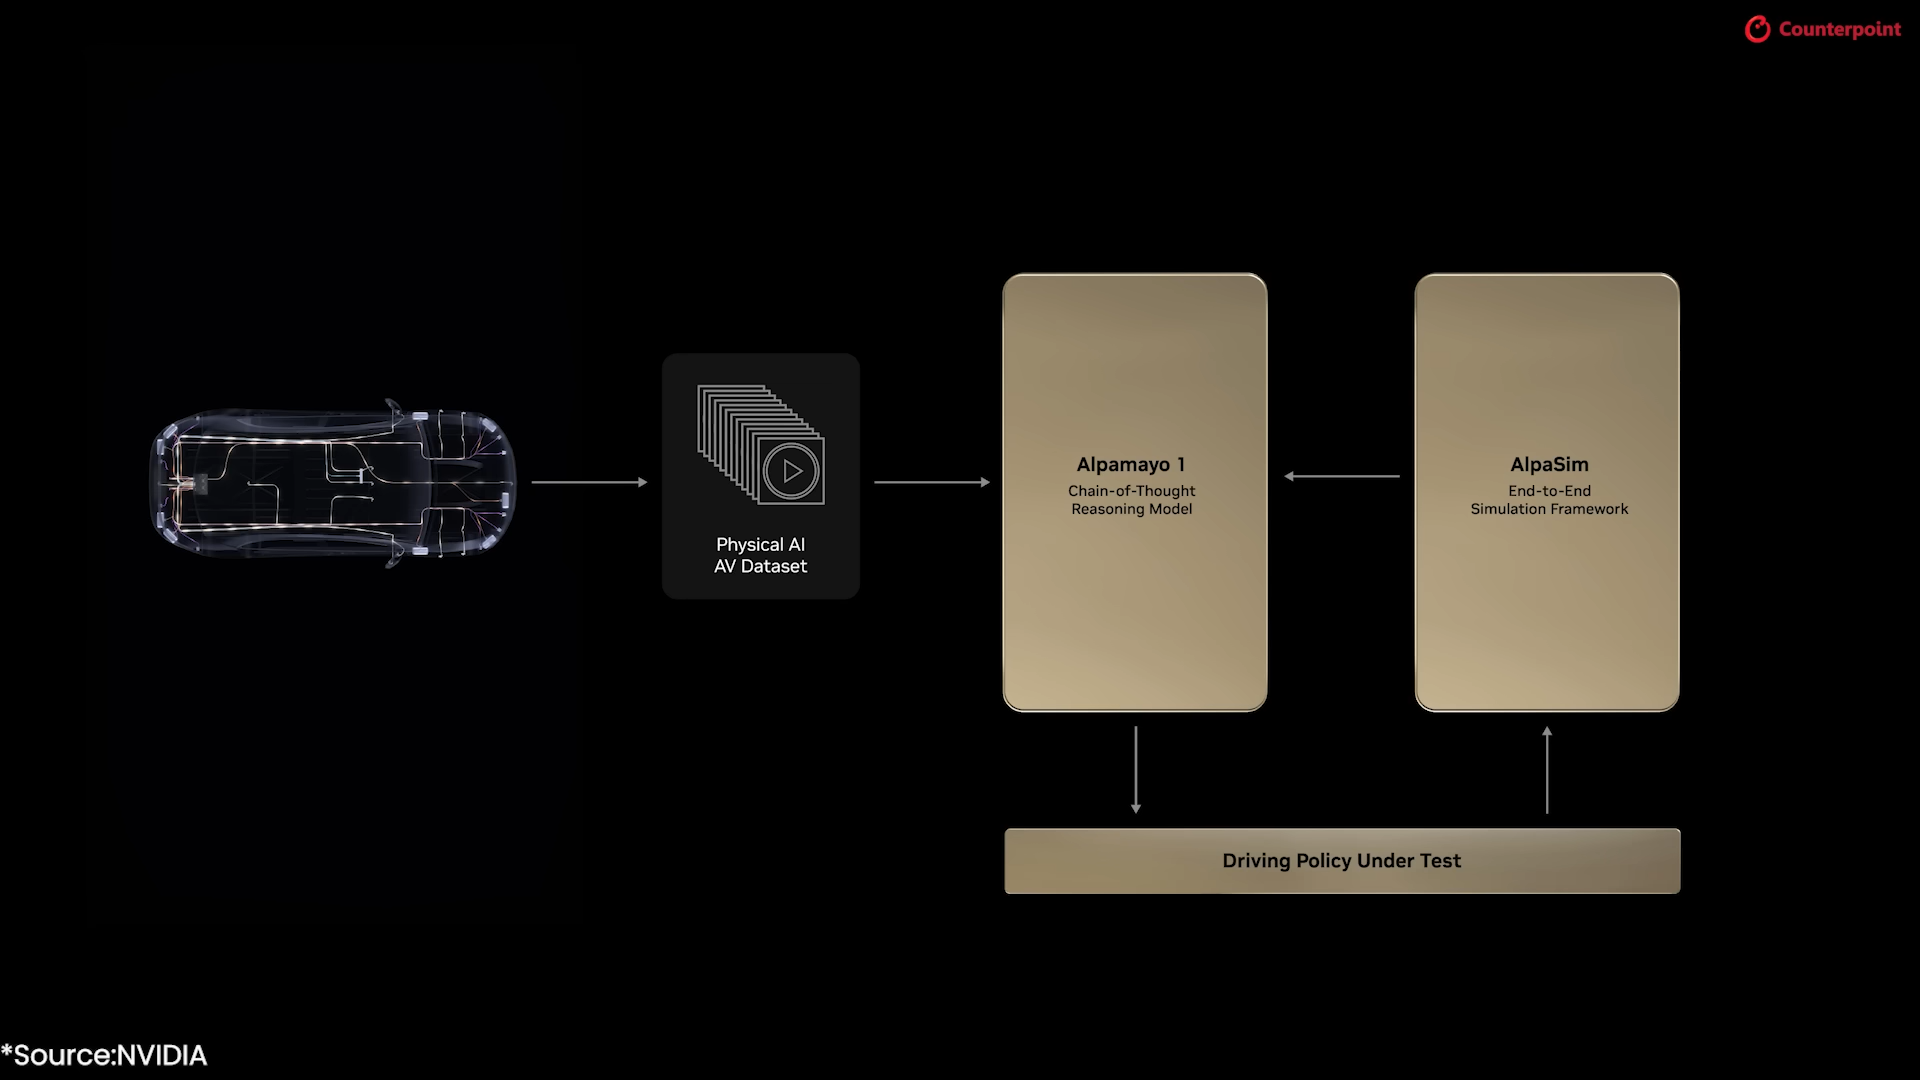 Counterpoint
Physical AI
AV Dataset
Alpamayo 1
Chain-of-Thought
Reasoning Model
AlpaSim
End-to-End
Simulation Framework
Driving Policy Under Test
*Source:NVIDIA